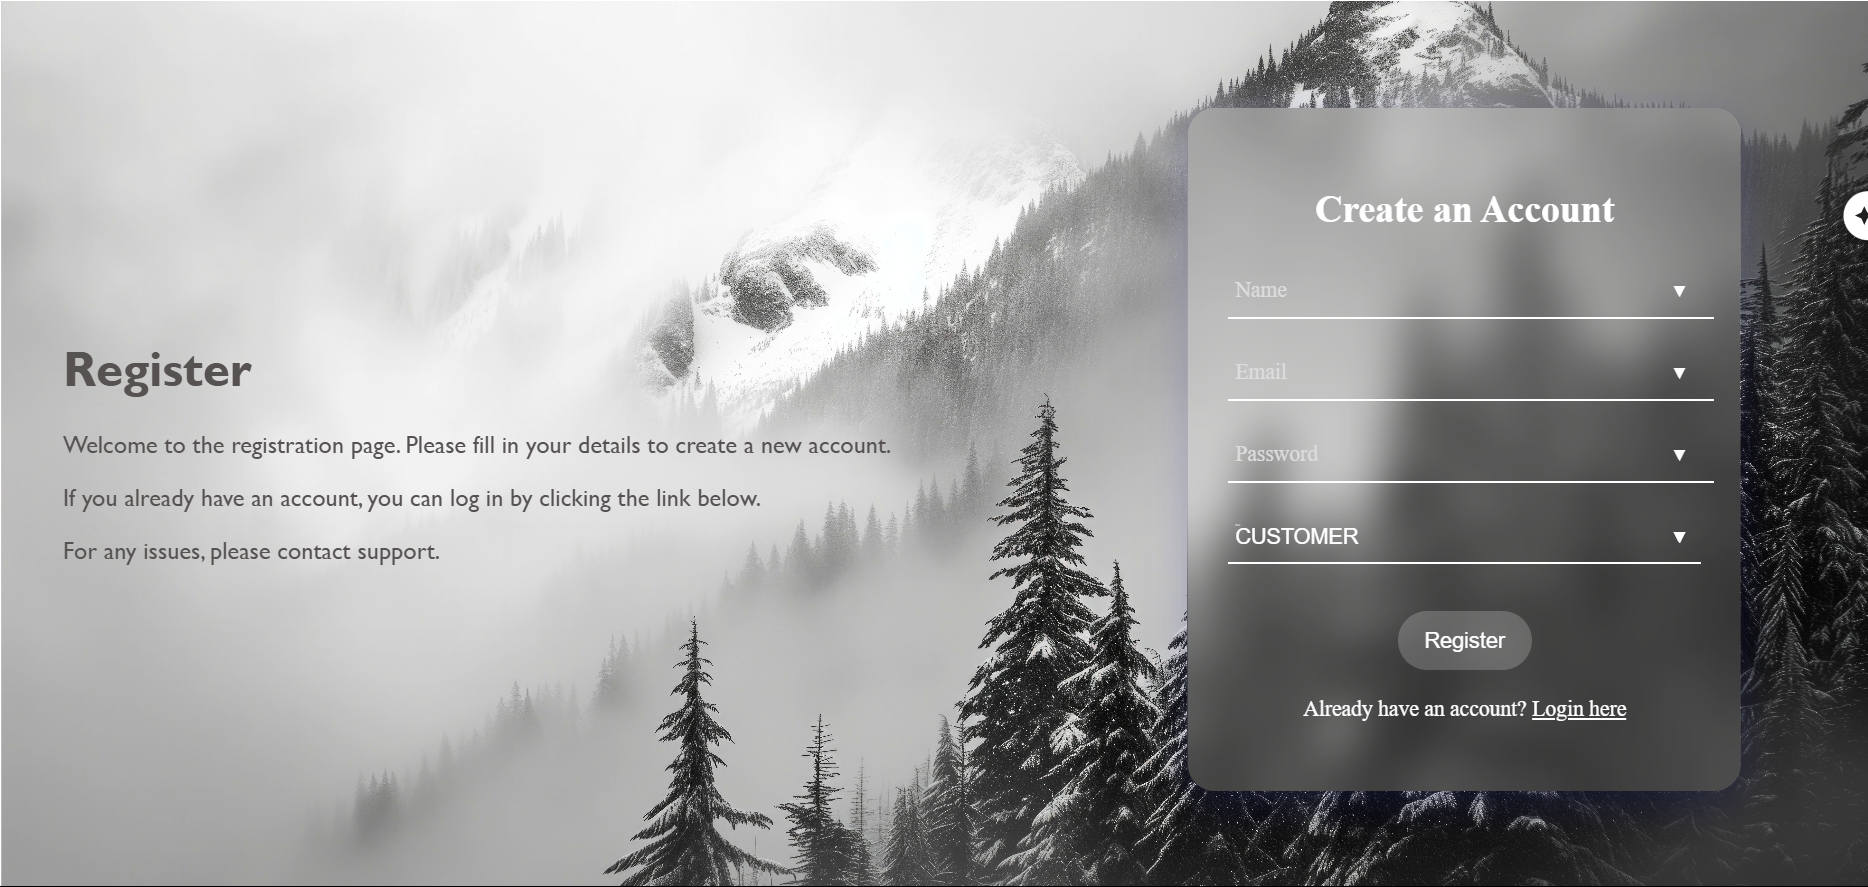 Register
Welcome to the registration page. Please fill in your details to create a new account.
If you already have an account, you can log in by clicking the link below.
For any issues, please contact support.
Create an Account
Name
Email
Password
CUSTOMER
Register
Already have an account? Login here